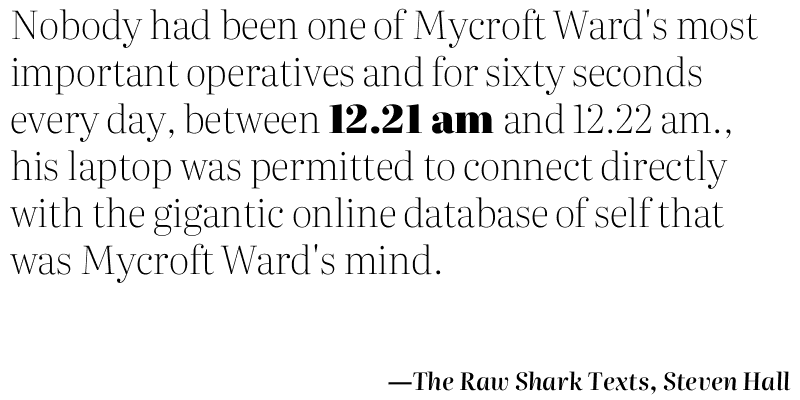 Nobody had been one of Mycroft Ward's most
important operatives and for sixty seconds
every day, between 12.21 am and 12.22 am.,
his laptop was permitted to connect directly
with the gigantic online database of self that
was Mycroft Ward's mind.
—The Raw Shark Texts, Steven Hall